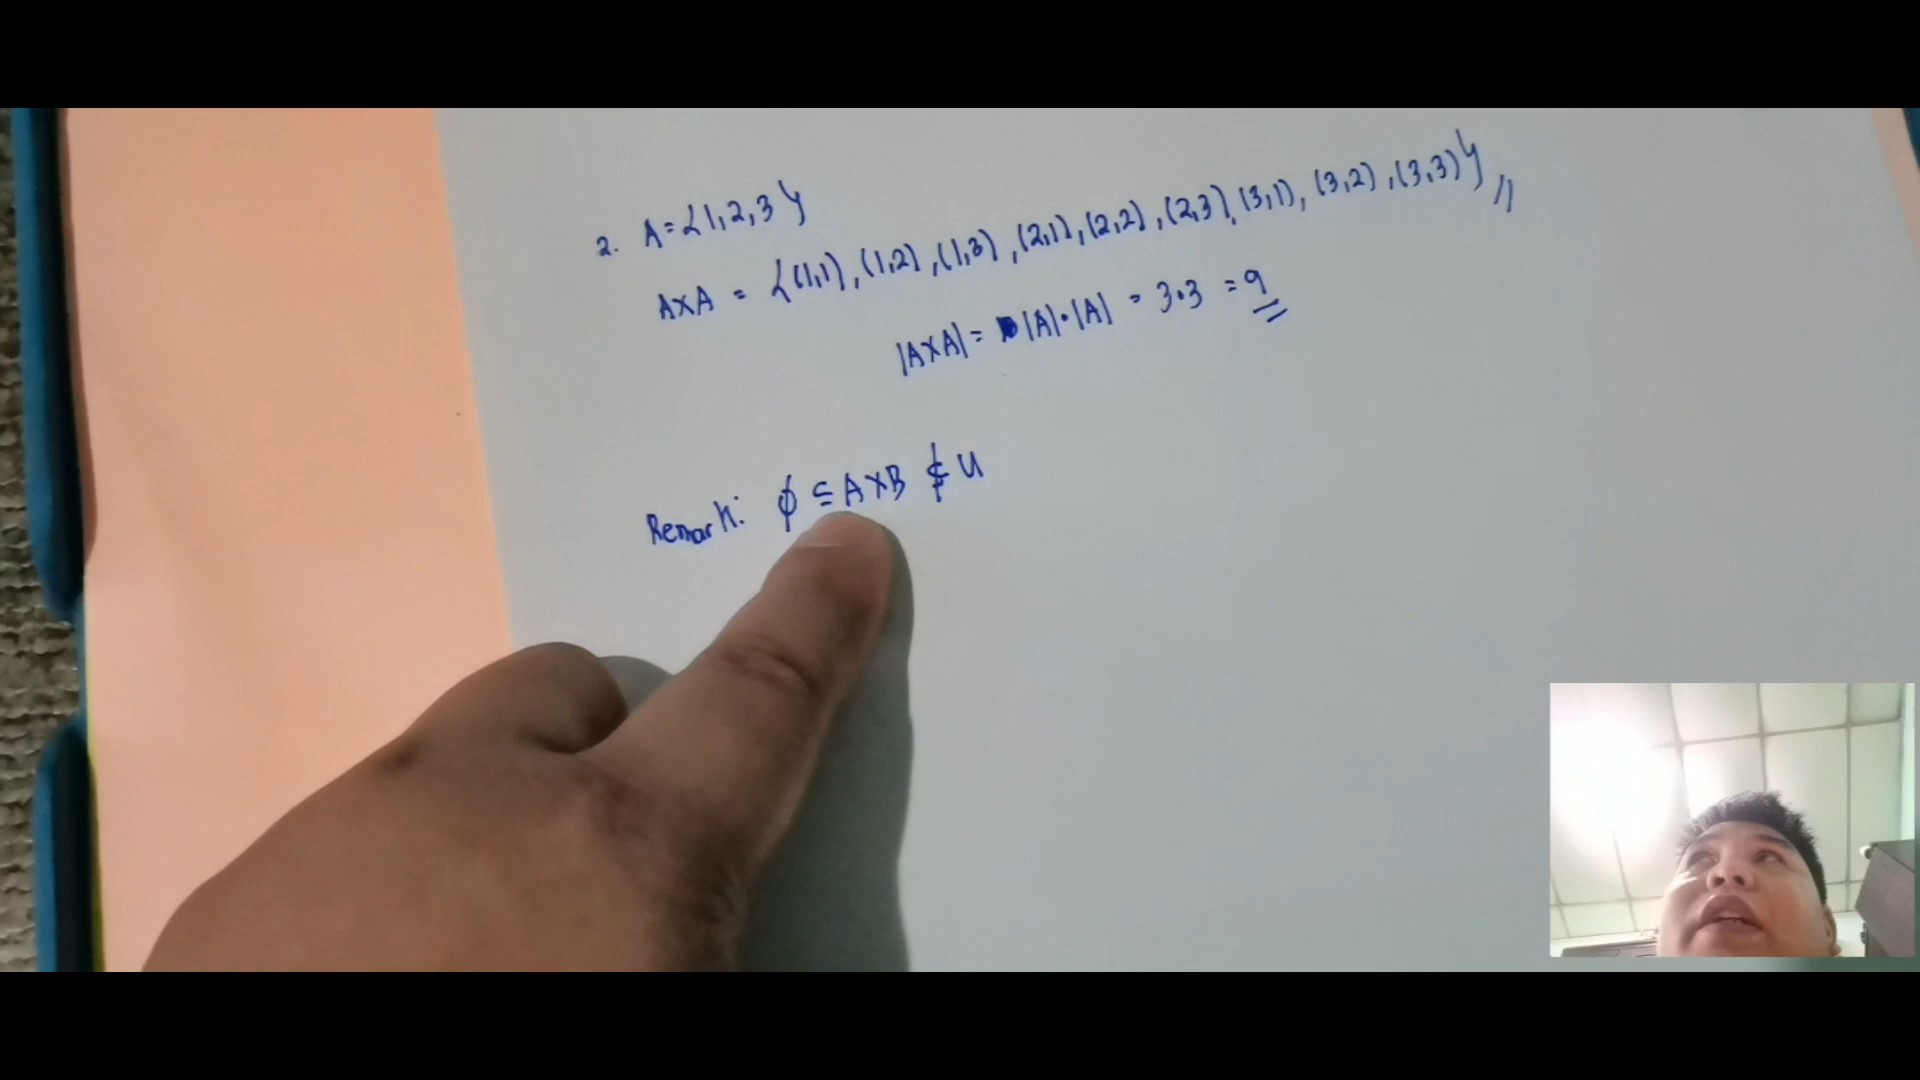 2. A = {1,2,3}
A×A = {(1,1), (1,2), (1,3), (2,1), (2,2), (2,3), (3,1), (3,2), (3,3)} //
|A×A| = |A|·|A| = 3·3 = 9
Remark: ∅ ⊆ A×B ⊄ U